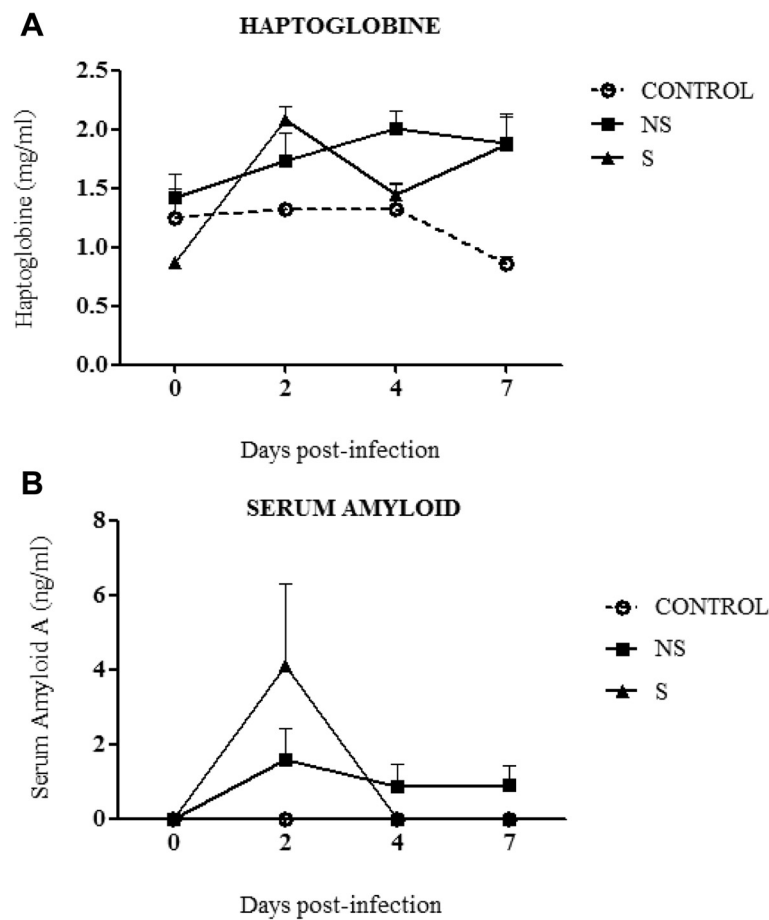 A
HAPTOGLOBINE
2.5
2.0
1.5
1.0
0.5
0.0
Haptoglobine (mg/ml)
0 2 4 7
Days post-infection
CONTROL
NS
S
B
SERUM AMYLOID
8
6
4
2
0
Serum Amyloid A (ng/ml)
0 2 4 7
Days post-infection
CONTROL
NS
S